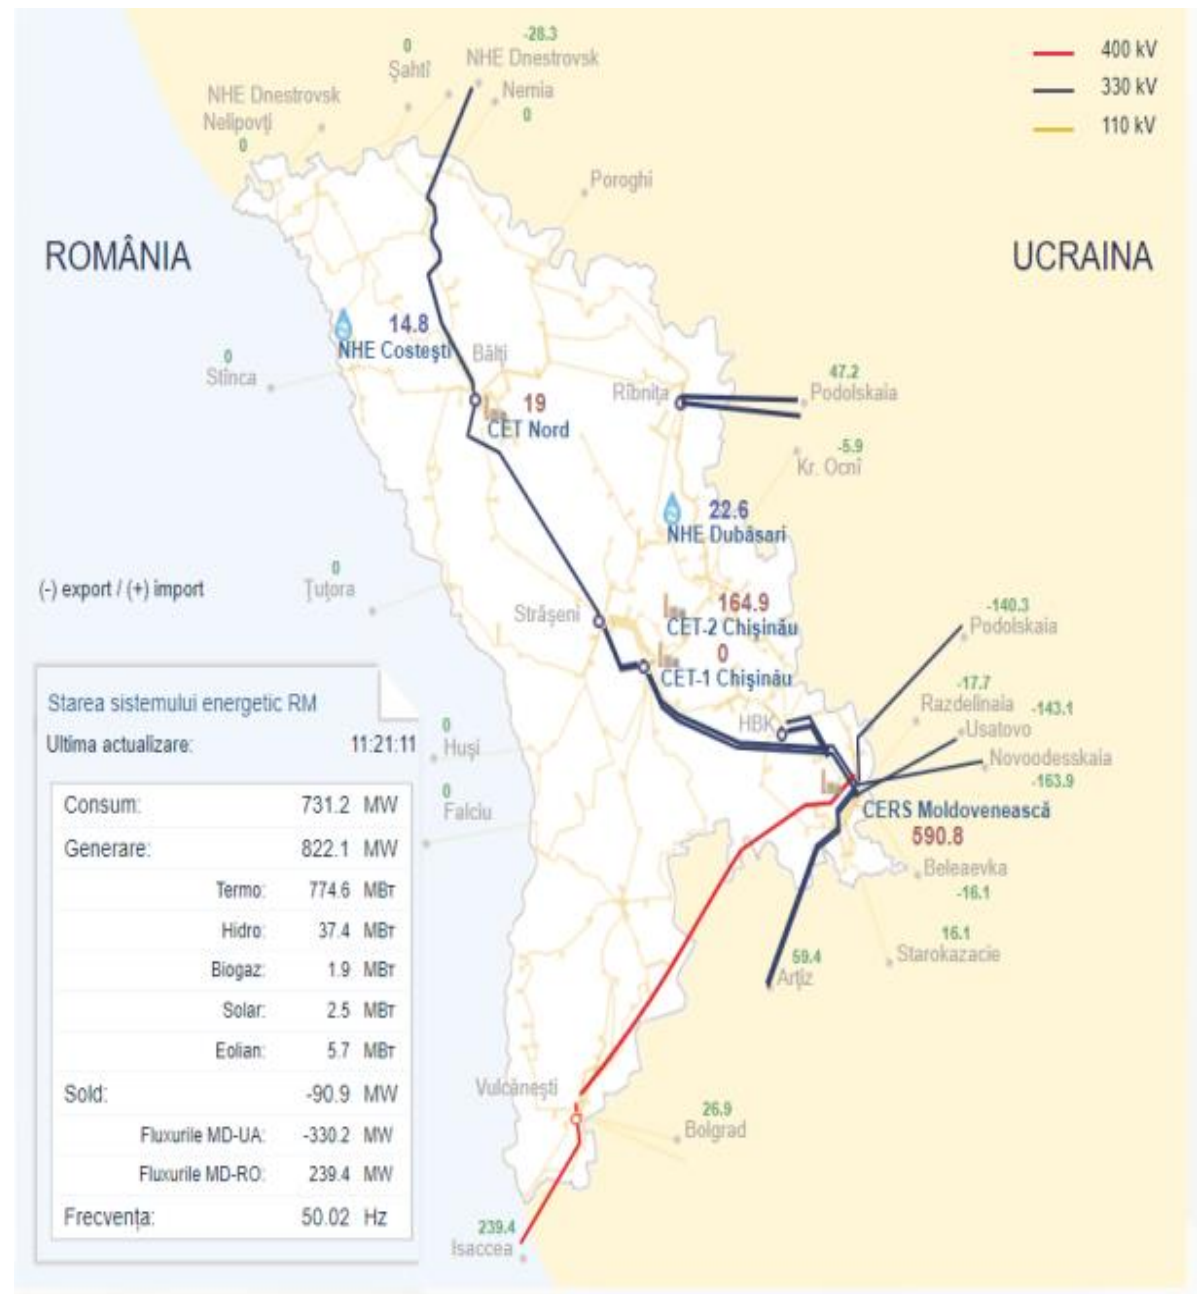 -28.3
0
NHE Dnestrovsk
Şahti
Nemia
0
NHE Dnestrovsk
Nelipovţi
0
400 kV
330 kV
110 kV
Poroghi
ROMÂNIA
UCRAINA
14.8
NHE Costeşti
Bălţi
0
Stînca
19
CET Nord
Rîbniţa
47.2
Podolskaia
-5.9
Kr. Ocnî
22.6
NHE Dubăsari
(-) export / (+) import
0
Ţuţora
Străşeni
164.9
CET-2 Chişinău
0
CET-1 Chişinău
-140.3
Podolskaia
-17.7
Razdelinaia
-143.1
Usatovo
HBK
Novoodesskaia
-163.9
CERS Moldovenească
590.8
Beleaevka
-16.1
16.1
Starokazacie
59.4
Arţiz
0
Huşi
0
Falciu
Starea sistemului energetic RM
Ultima actualizare: 11:21:11
Consum: 731.2 MW
Generare: 822.1 MW
Termo: 774.6 МВт
Hidro: 37.4 МВт
Biogaz: 1.9 МВт
Solar: 2.5 МВт
Eolian: 5.7 МВт
Sold: -90.9 MW
Fluxurile MD-UA: -330.2 MW
Fluxurile MD-RO: 239.4 MW
Frecvenţa: 50.02 Hz
Vulcăneşti
26.9
Bolgrad
239.4
Isaccea